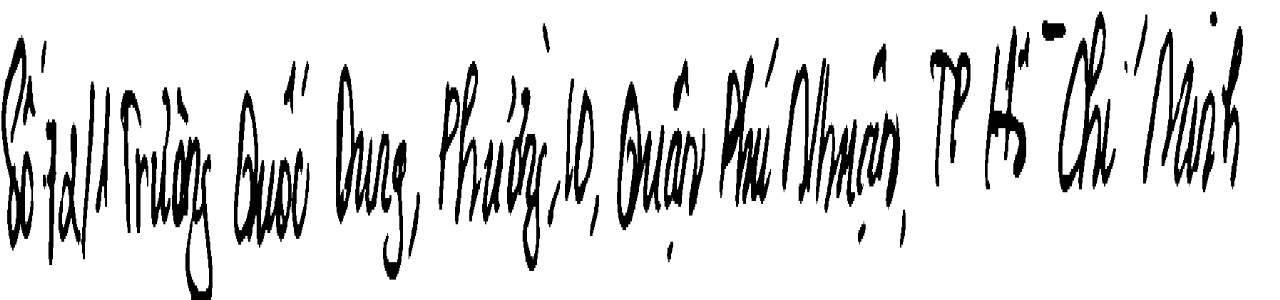 Số 72/1 Trương Quốc Dung, Phường 10, Quận Phú Nhuận, TP Hồ Chí Minh